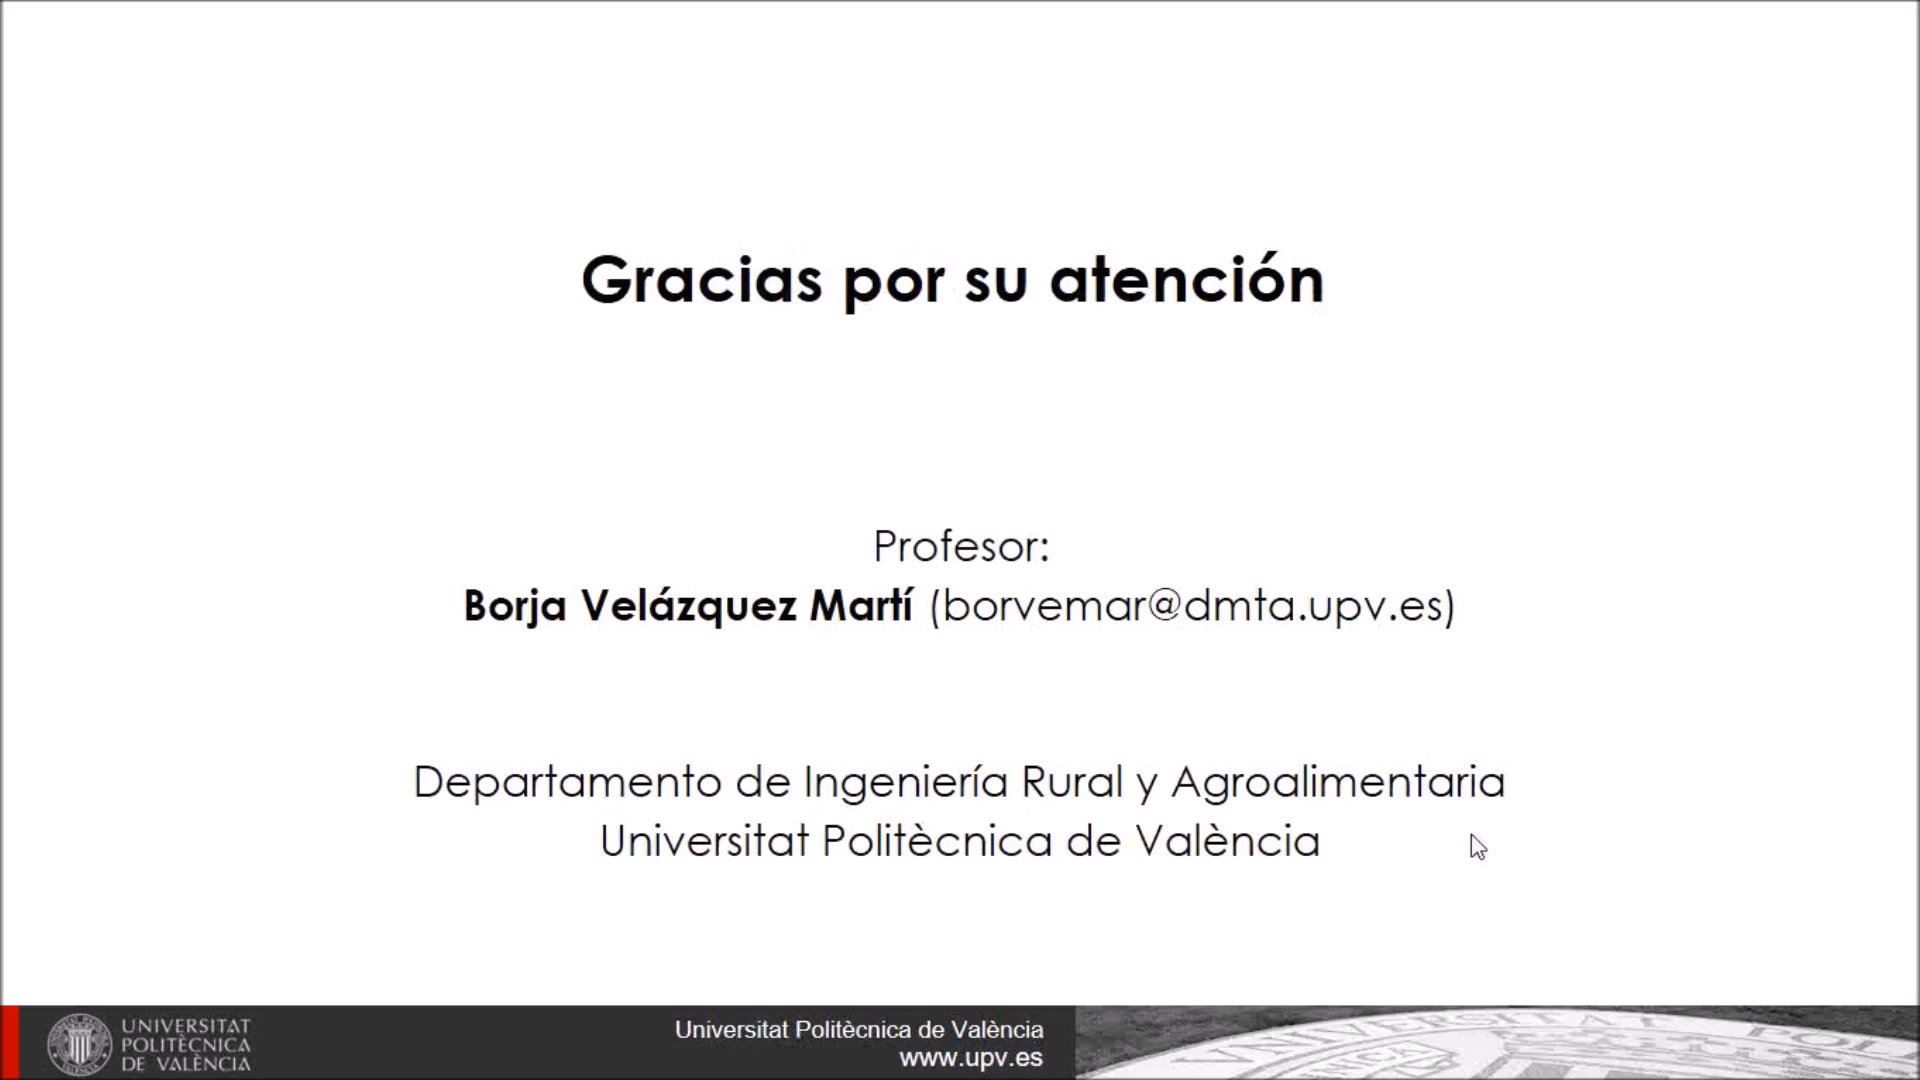 Gracias por su atención
Profesor:
Borja Velázquez Martí (borvemar@dmta.upv.es)
Departamento de Ingeniería Rural y Agroalimentaria
Universitat Politècnica de València
UNIVERSITAT
POLITÈCNICA
DE VALÈNCIA
Universitat Politècnica de València
www.upv.es